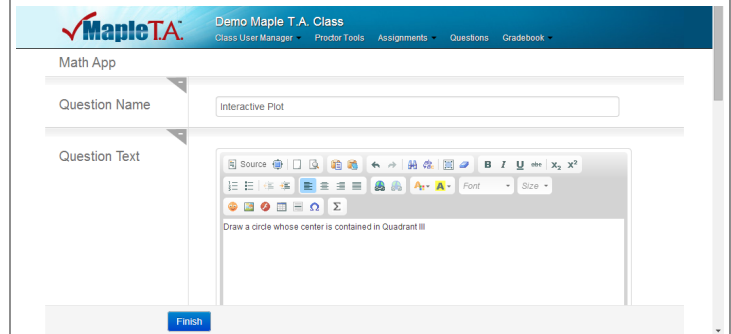 MapleT.A.
Demo Maple T.A. Class
Class User Manager Proctor Tools Assignments Questions Gradebook
Math App
Question Name
Interactive Plot
Question Text
Source B I U abc X₂ X²
Font Size
Ω Σ
Draw a circle whose center is contained in Quadrant III
Finish